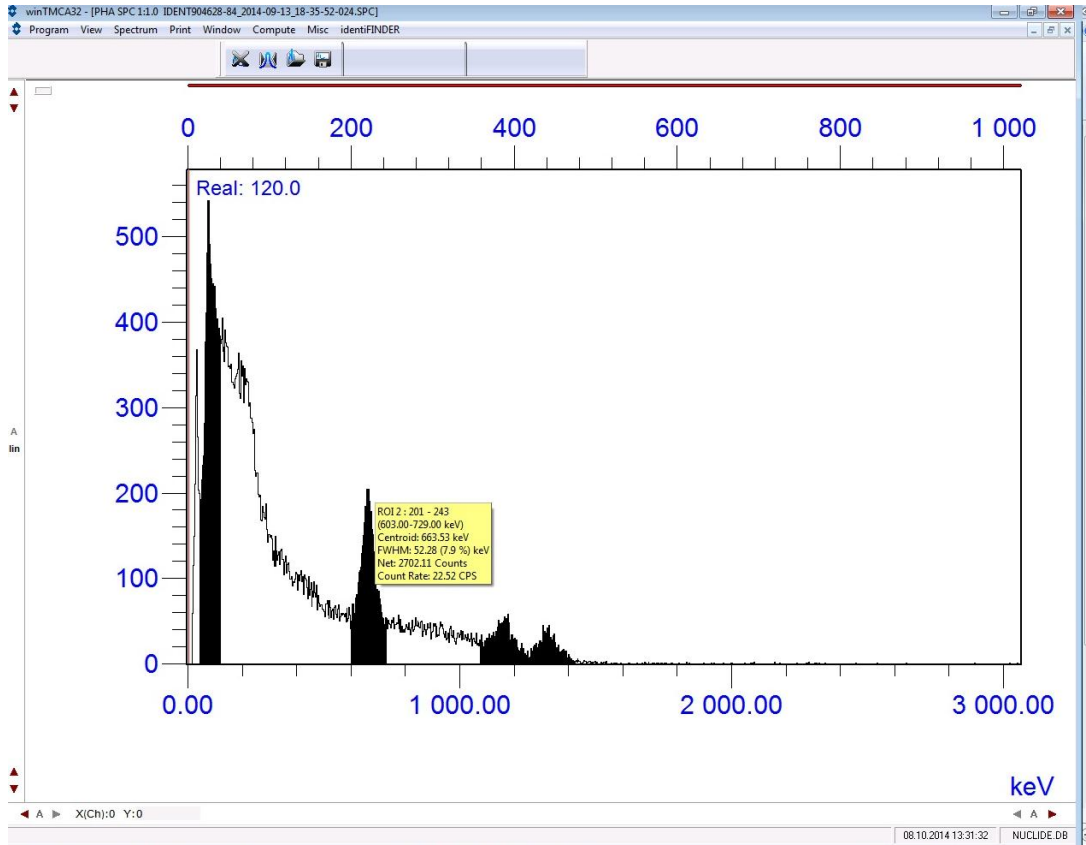 winTMCA32 - [PHA SPC 1:1.0 IDENT904628-84_2014-09-13_18-35-52-024.SPC]
Program View Spectrum Print Window Compute Misc identiFINDER
0 200 400 600 800 1 000
Real: 120.0
500
400
300
200
100
0
A
lin
ROI 2 : 201 - 243
(603.00-729.00 keV)
Centroid: 663.53 keV
FWHM: 52.28 (7.9 %) keV
Net: 2702.11 Counts
Count Rate: 22.52 CPS
0.00 1 000.00 2 000.00 3 000.00
keV
A X(Ch):0 Y:0 A
08.10.2014 13:31:32 NUCLIDE.DB